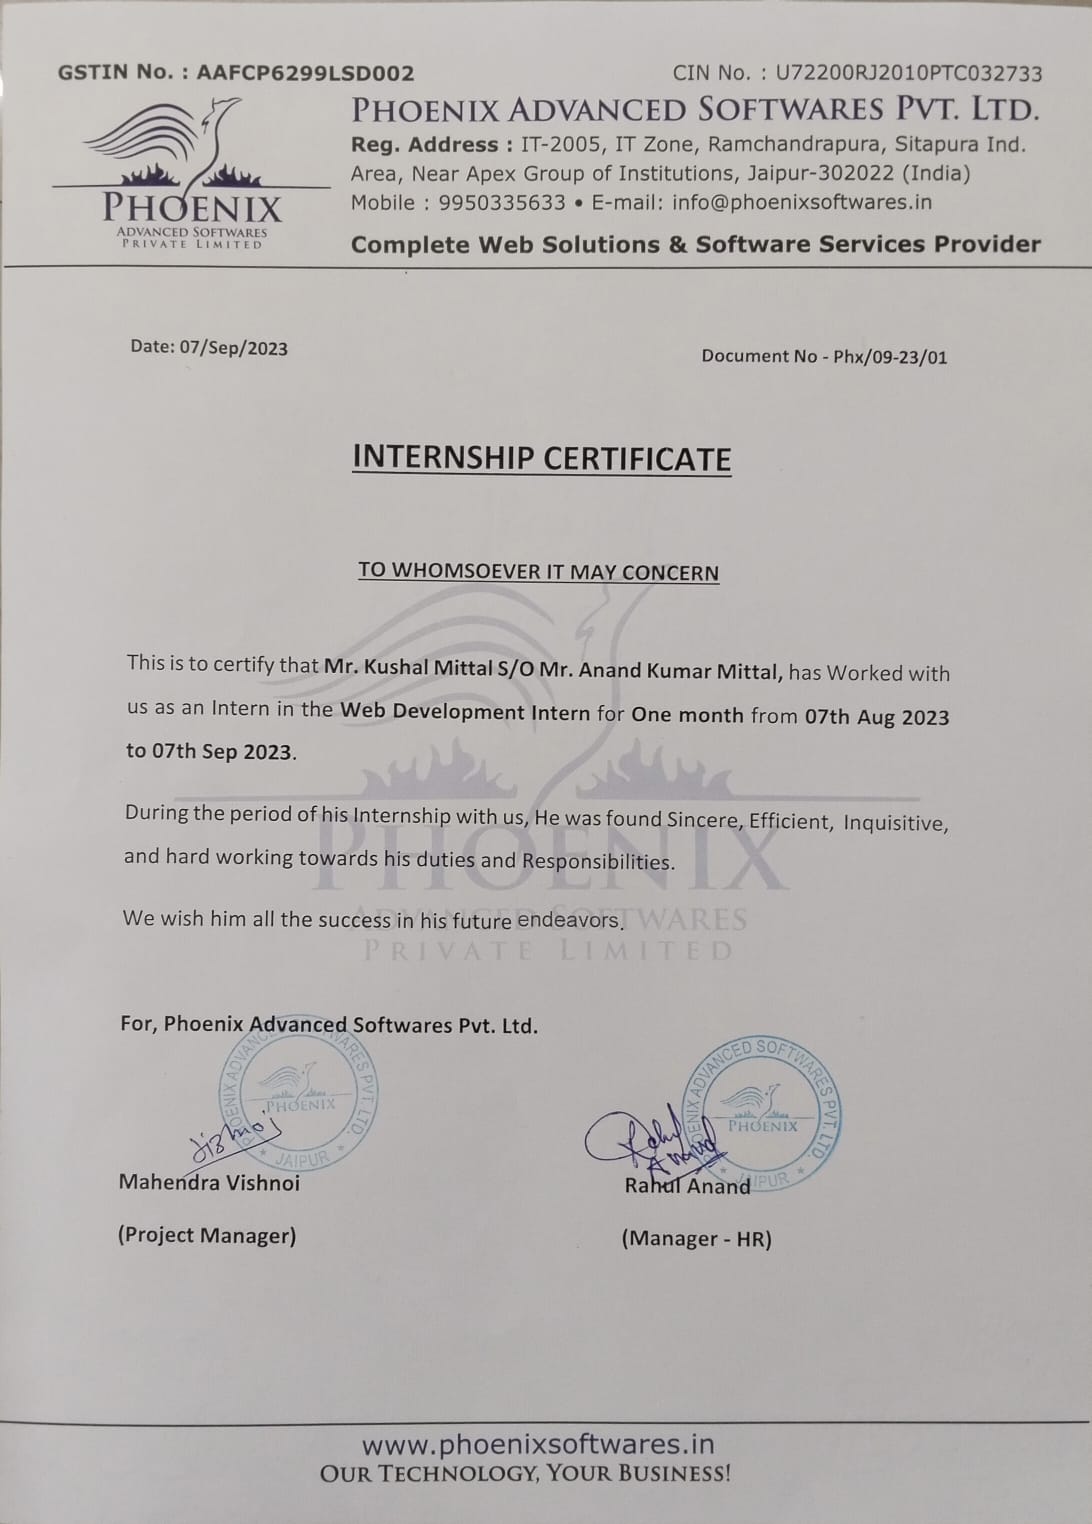 GSTIN No. : AAFCP6299LSD002
CIN No. : U72200RJ2010PTC032733
PHOENIX
ADVANCED SOFTWARES
PRIVATE LIMITED
PHOENIX ADVANCED SOFTWARES PVT. LTD.
Reg. Address : IT-2005, IT Zone, Ramchandrapura, Sitapura Ind.
Area, Near Apex Group of Institutions, Jaipur-302022 (India)
Mobile : 9950335633 • E-mail: info@phoenixsoftwares.in
Complete Web Solutions & Software Services Provider
Date: 07/Sep/2023
Document No - Phx/09-23/01
INTERNSHIP CERTIFICATE
TO WHOMSOEVER IT MAY CONCERN
This is to certify that Mr. Kushal Mittal S/O Mr. Anand Kumar Mittal, has Worked with
us as an Intern in the Web Development Intern for One month from 07th Aug 2023
to 07th Sep 2023.
During the period of his Internship with us, He was found Sincere, Efficient, Inquisitive,
and hard working towards his duties and Responsibilities.
We wish him all the success in his future endeavors.
PHOENIX
ADVANCED SOFTWARES
PRIVATE LIMITED
For, Phoenix Advanced Softwares Pvt. Ltd.
PHOENIX ADVANCED SOFTWARES PVT. LTD.
PHOENIX
★ JAIPUR ★
PHOENIX ADVANCED SOFTWARES PVT. LTD.
PHOENIX
★ JAIPUR ★
Rahul
Anand
Mahendra Vishnoi
Rahul Anand
(Project Manager)
(Manager - HR)
www.phoenixsoftwares.in
OUR TECHNOLOGY, YOUR BUSINESS!